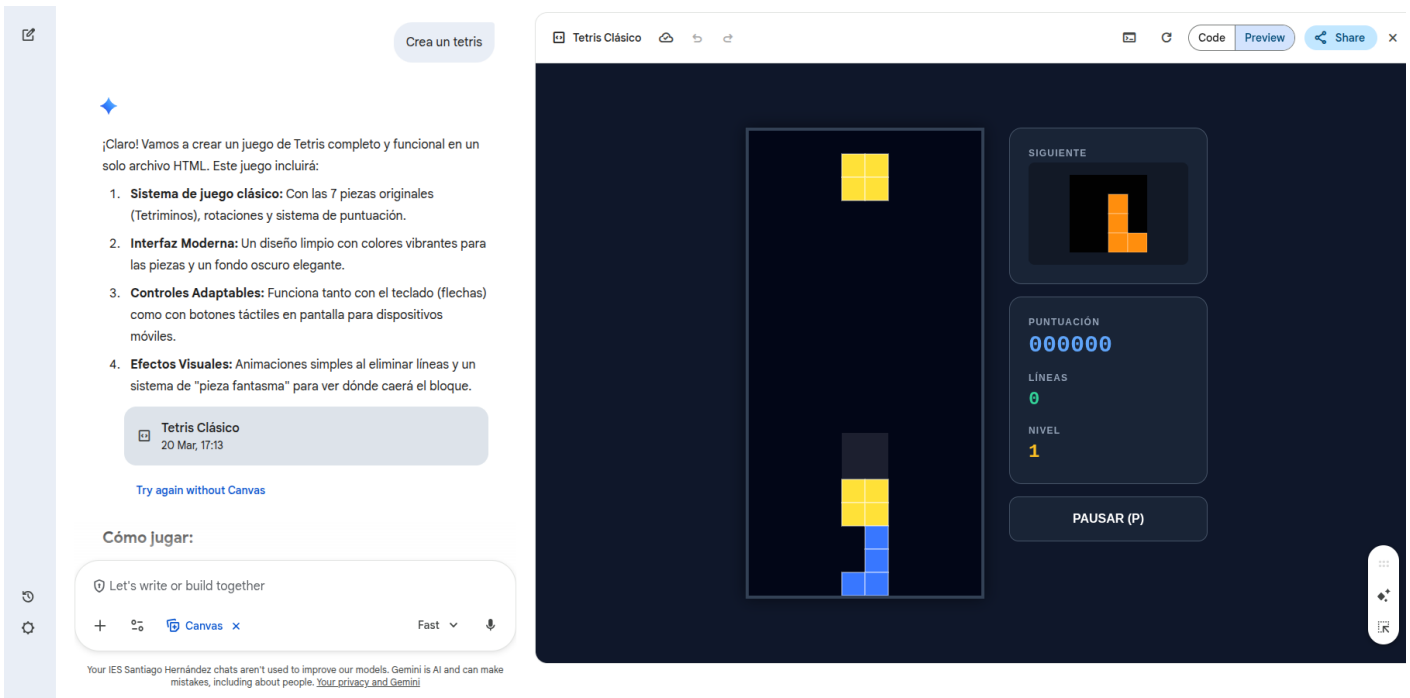 Crea un tetris
¡Claro! Vamos a crear un juego de Tetris completo y funcional en un
solo archivo HTML. Este juego incluirá:
1. Sistema de juego clásico: Con las 7 piezas originales
(Tetriminos), rotaciones y sistema de puntuación.
2. Interfaz Moderna: Un diseño limpio con colores vibrantes para
las piezas y un fondo oscuro elegante.
3. Controles Adaptables: Funciona tanto con el teclado (flechas)
como con botones táctiles en pantalla para dispositivos
móviles.
4. Efectos Visuales: Animaciones simples al eliminar líneas y un
sistema de "pieza fantasma" para ver dónde caerá el bloque.
Tetris Clásico
20 Mar, 17:13
Try again without Canvas
Cómo jugar:
Let's write or build together
Canvas
Fast
Your IES Santiago Hernández chats aren't used to improve our models. Gemini is AI and can make
mistakes, including about people. Your privacy and Gemini
Tetris Clásico
Code
Preview
Share
SIGUIENTE
PUNTUACIÓN
000000
LÍNEAS
0
NIVEL
1
PAUSAR (P)